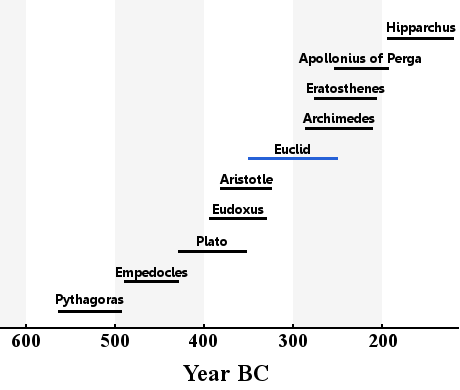 Hipparchus
Apollonius of Perga
Eratosthenes
Archimedes
Euclid
Aristotle
Eudoxus
Plato
Empedocles
Pythagoras
600 500 400 300 200
Year BC